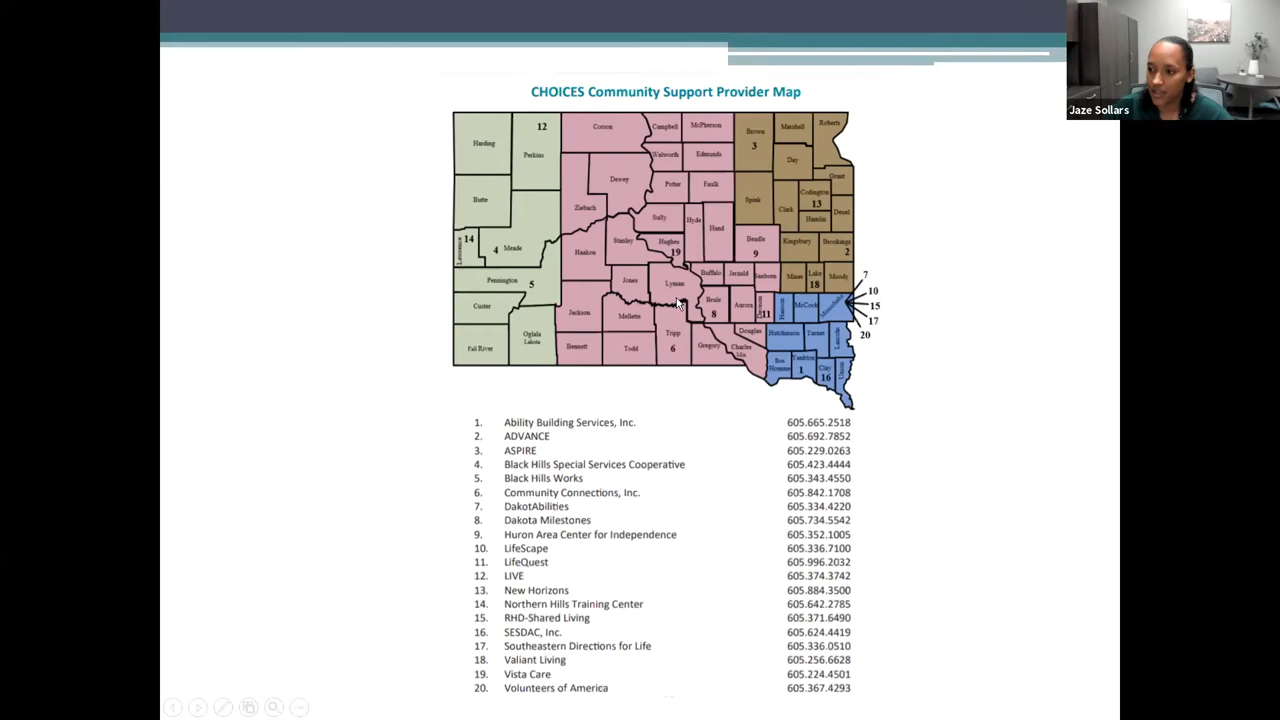 Jaze Sollars
CHOICES Community Support Provider Map
12
Corson
Campbell
McPherson
Brown
3
Marshall
Roberts
Harding
Perkins
Walworth
Edmunds
Day
Dewey
Potter
Faulk
Grant
Butte
Ziebach
Spink
Clark
Codington
13
Hamlin
Deuel
Sully
Hyde
Hand
Lawrence
14
4
Meade
Haakon
Stanley
Hughes
19
Beadle
9
Kingsbury
Brookings
2
Pennington
5
Jones
Lyman
Buffalo
Jerauld
Sanborn
Miner
Lake
18
Moody
7
10
15
17
20
Custer
Jackson
Mellette
Brule
8
Aurora
11
Hanson
McCook
Minnehaha
Oglala
Lakota
Tripp
6
Douglas
Hutchinson
Turner
Lincoln
Fall River
Bennett
Todd
Gregory
Charles
Mix
Bon
Homme
Yankton
1
Clay
16
Union
1. Ability Building Services, Inc. 605.665.2518
2. ADVANCE 605.692.7852
3. ASPIRE 605.229.0263
4. Black Hills Special Services Cooperative 605.423.4444
5. Black Hills Works 605.343.4550
6. Community Connections, Inc. 605.842.1708
7. DakotAbilities 605.334.4220
8. Dakota Milestones 605.734.5542
9. Huron Area Center for Independence 605.352.1005
10. LifeScape 605.336.7100
11. LifeQuest 605.996.2032
12. LIVE 605.374.3742
13. New Horizons 605.884.3500
14. Northern Hills Training Center 605.642.2785
15. RHD-Shared Living 605.371.6490
16. SESDAC, Inc. 605.624.4419
17. Southeastern Directions for Life 605.336.0510
18. Valiant Living 605.256.6628
19. Vista Care 605.224.4501
20. Volunteers of America 605.367.4293